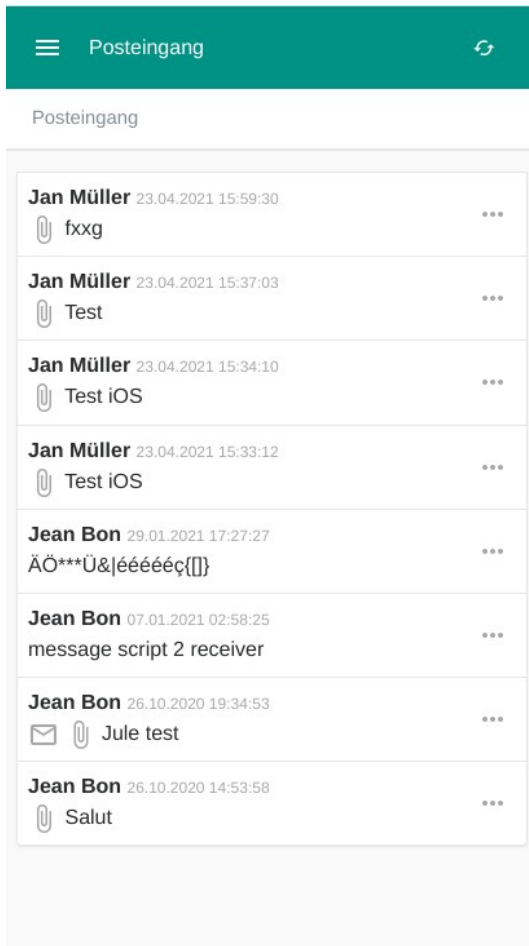 Posteingang
Posteingang
Jan Müller 23.04.2021 15:59:30
fxxg
Jan Müller 23.04.2021 15:37:03
Test
Jan Müller 23.04.2021 15:34:10
Test iOS
Jan Müller 23.04.2021 15:33:12
Test iOS
Jean Bon 29.01.2021 17:27:27
ÄÖ***Ü&|ééééééç{[]}
Jean Bon 07.01.2021 02:58:25
message script 2 receiver
Jean Bon 26.10.2020 19:34:53
Jule test
Jean Bon 26.10.2020 14:53:58
Salut